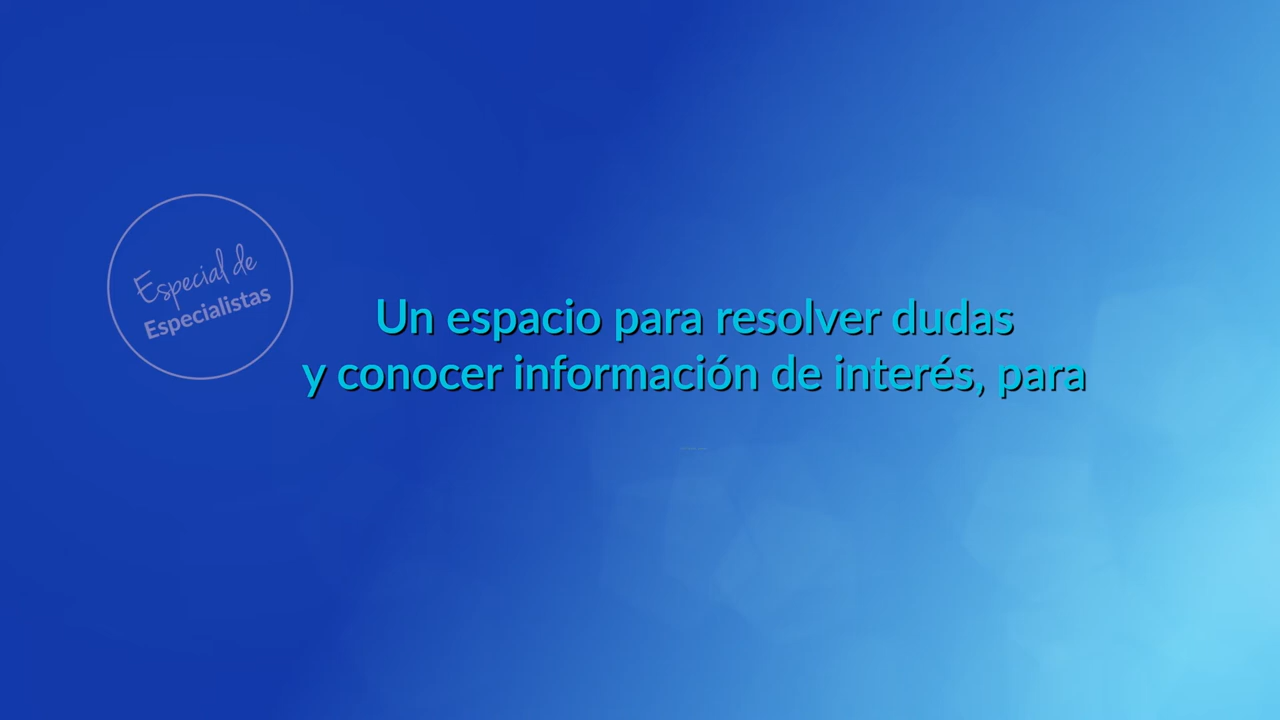 Especial de
Especialistas
Un espacio para resolver dudas
y conocer información de interés, para